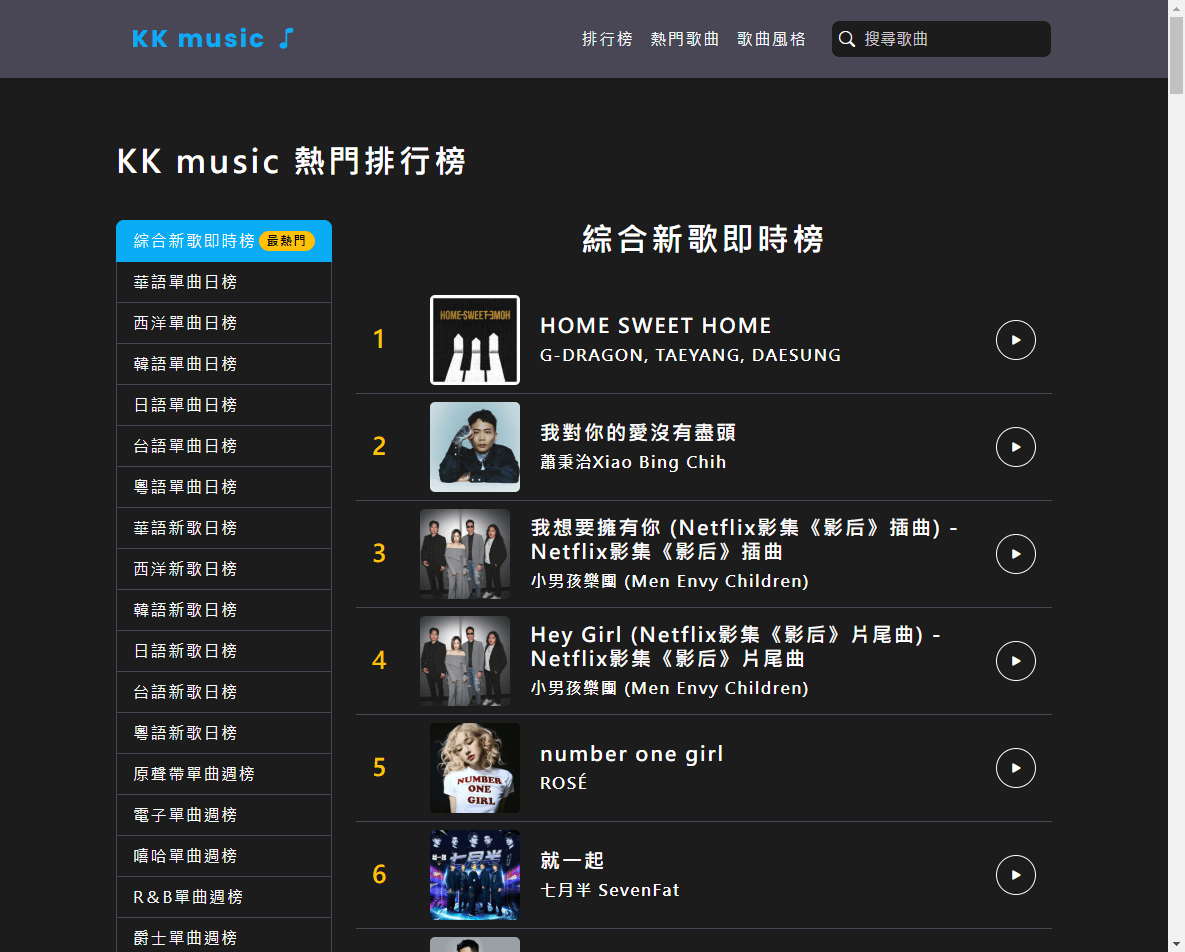 KK music
排行榜 熱門歌曲 歌曲風格 搜尋歌曲
KK music 熱門排行榜
綜合新歌即時榜 最熱門
華語單曲日榜
西洋單曲日榜
韓語單曲日榜
日語單曲日榜
台語單曲日榜
粵語單曲日榜
華語新歌日榜
西洋新歌日榜
韓語新歌日榜
日語新歌日榜
台語新歌日榜
粵語新歌日榜
原聲帶單曲週榜
電子單曲週榜
嘻哈單曲週榜
R&B單曲週榜
爵士單曲週榜
綜合新歌即時榜
1
HOME SWEET HOME
HOME SWEET HOME
G-DRAGON, TAEYANG, DAESUNG
2
我對你的愛沒有盡頭
蕭秉治Xiao Bing Chih
3
我想要擁有你 (Netflix影集《影后》插曲) -
Netflix影集《影后》插曲
小男孩樂團 (Men Envy Children)
4
Hey Girl (Netflix影集《影后》片尾曲) -
Netflix影集《影后》片尾曲
小男孩樂團 (Men Envy Children)
5
NUMBER
ONE
GIRL
number one girl
ROSÉ
6
就一起
七月半
就一起
七月半 SevenFat